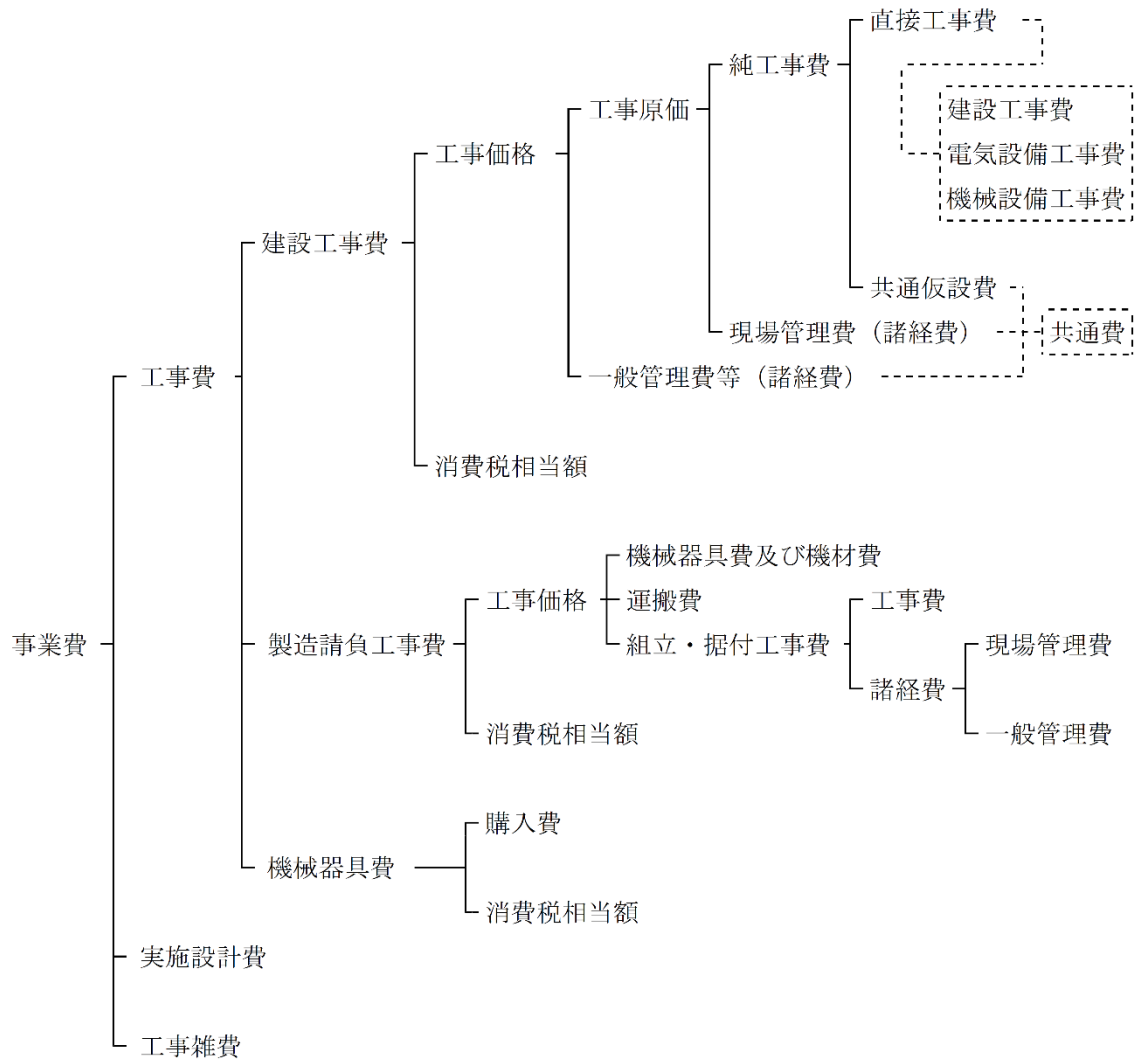 直接工事費
純工事費
建設工事費
工事原価
工事価格
電気設備工事費
機械設備工事費
建設工事費
共通仮設費
現場管理費（諸経費）
共通費
工事費
一般管理費等（諸経費）
消費税相当額
機械器具費及び機材費
工事価格
運搬費
工事費
事業費
製造請負工事費
組立・据付工事費
現場管理費
諸経費
消費税相当額
一般管理費
購入費
機械器具費
消費税相当額
実施設計費
工事雑費